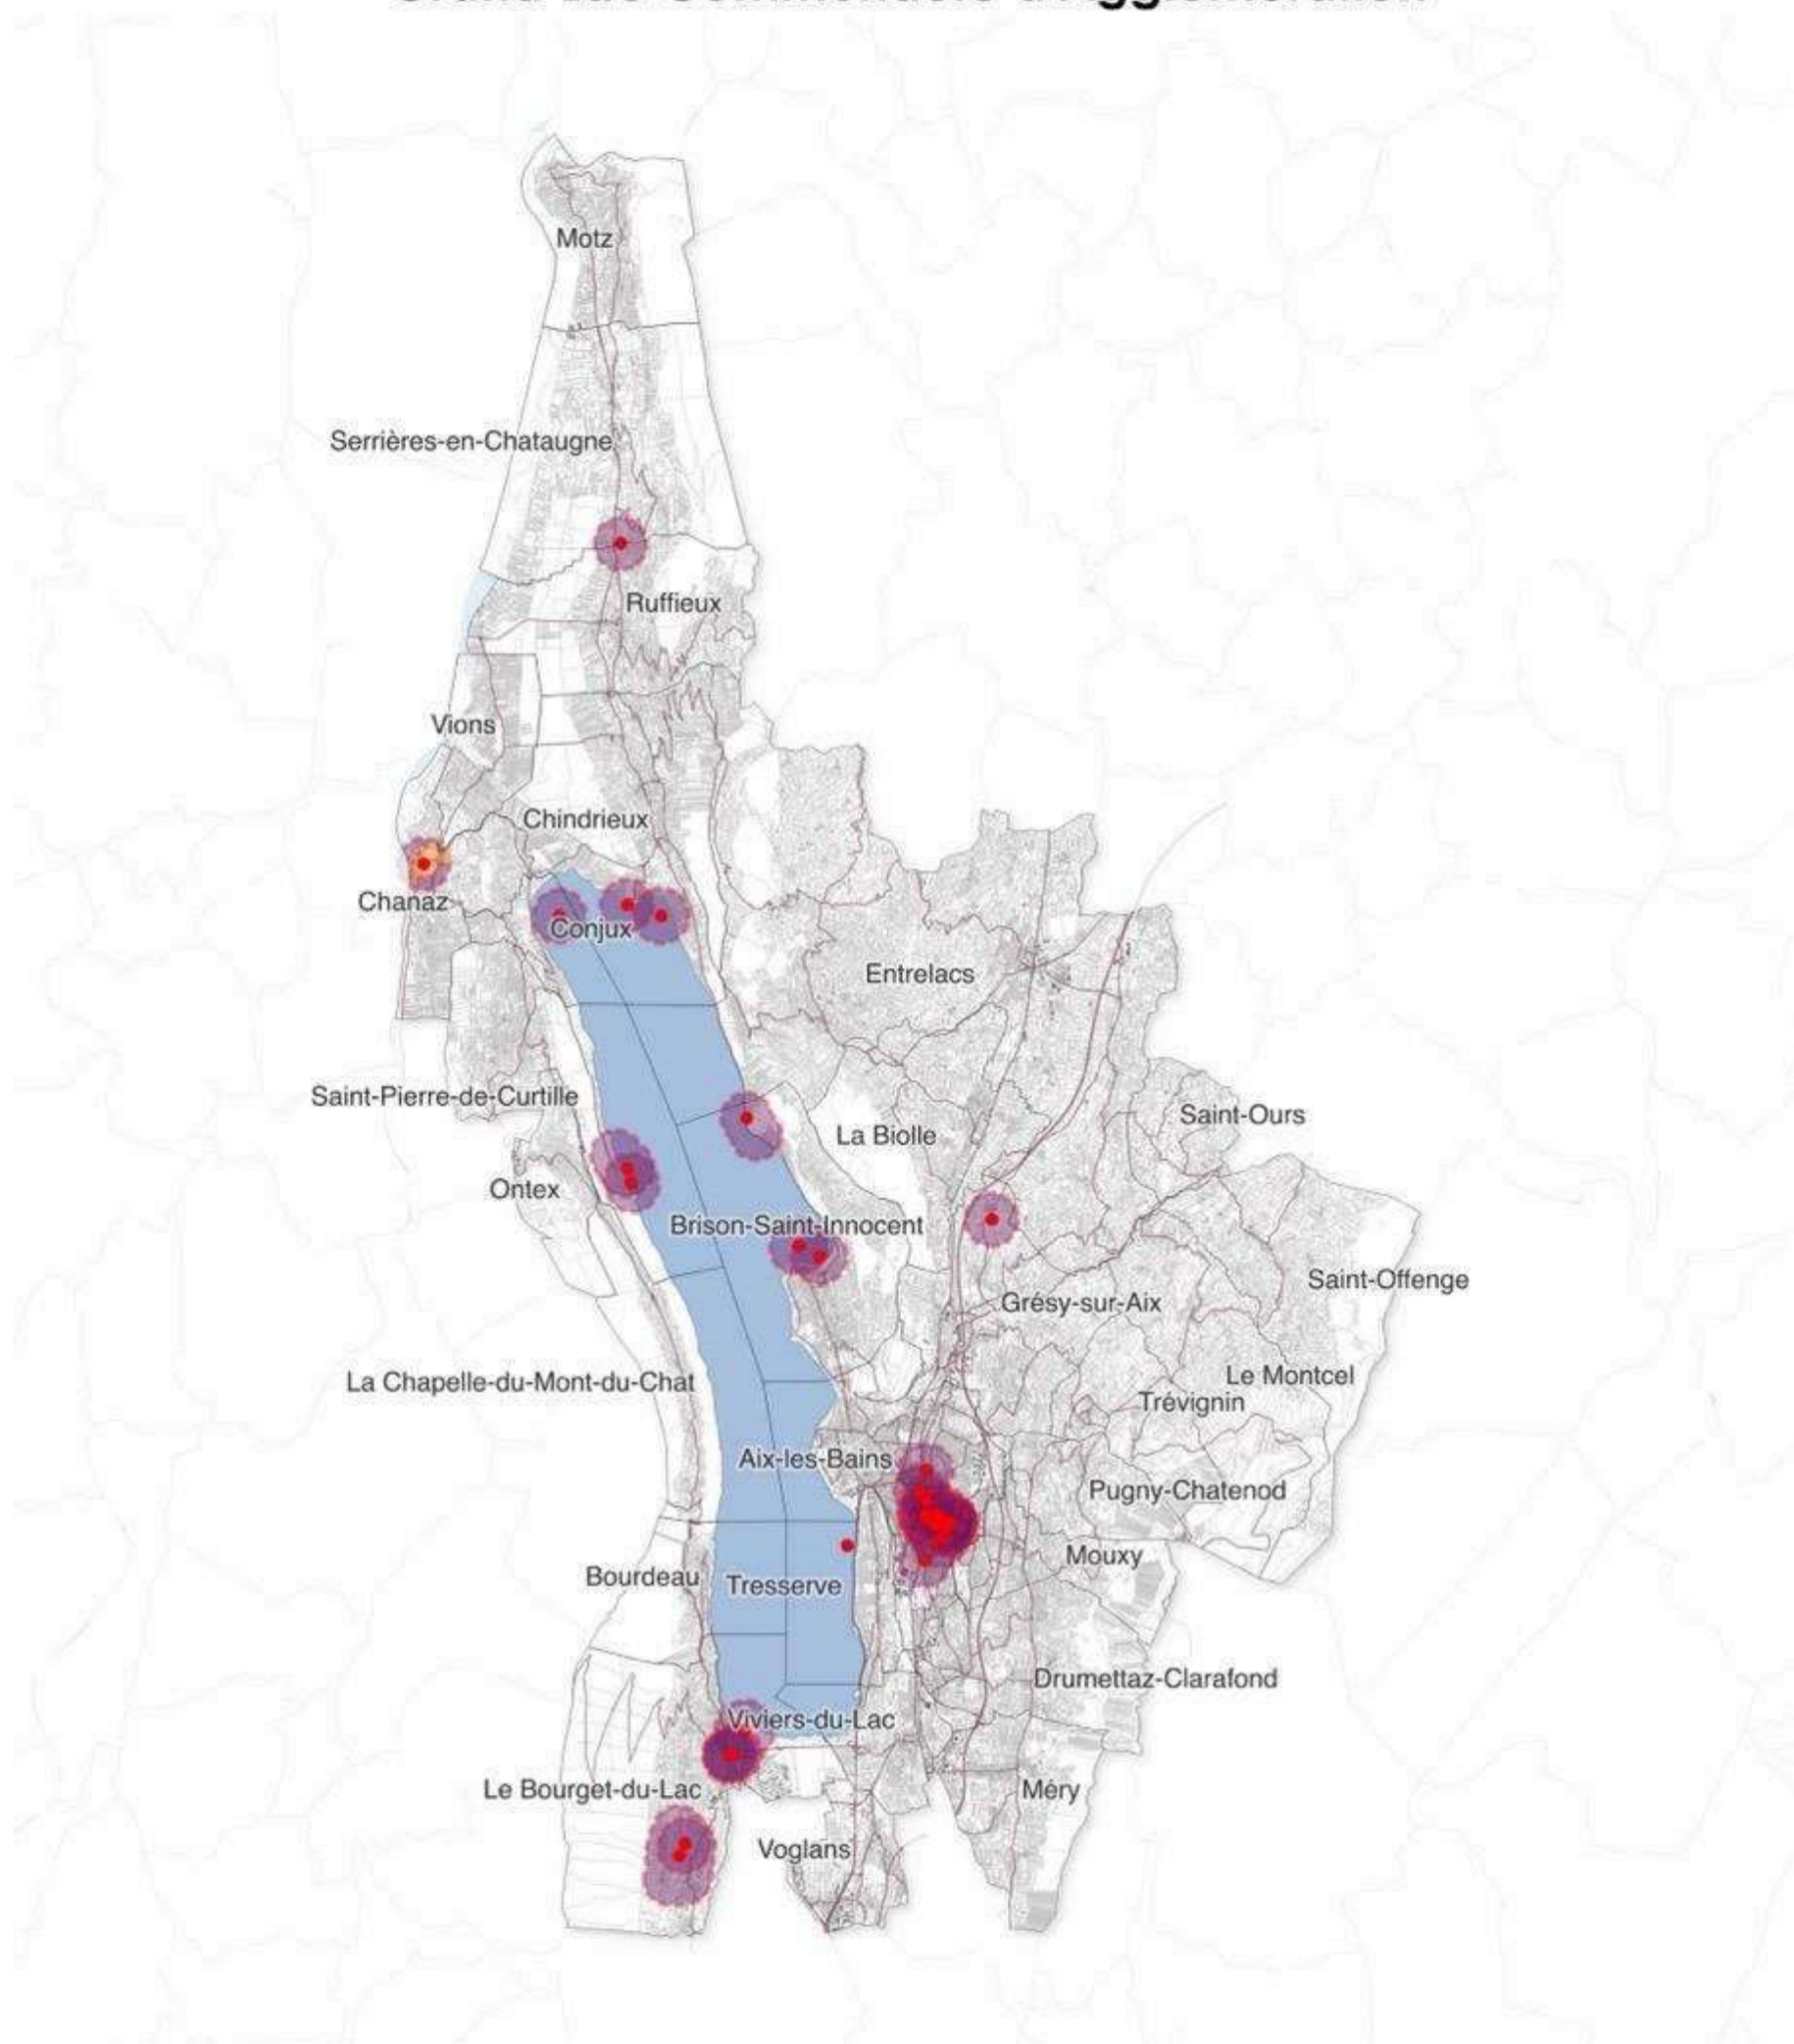 Motz
Serrières-en-Chataugne
Ruffieux
Vions
Chindrieux
Chanaz
Conjux
Entrelacs
Saint-Pierre-de-Curtille
Saint-Ours
La Biolle
Ontex
Brison-Saint-Innocent
Saint-Offenge
Grésy-sur-Aix
La Chapelle-du-Mont-du-Chat
Le Montcel
Trévignin
Aix-les-Bains
Pugny-Chatenod
Mouxy
Bourdeau
Tresserve
Drumettaz-Clarafond
Viviers-du-Lac
Le Bourget-du-Lac
Méry
Voglans